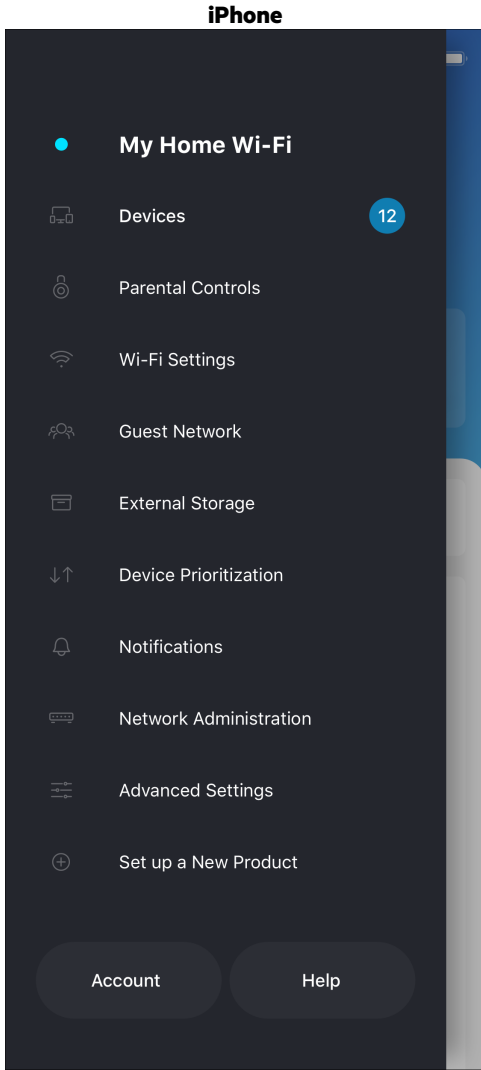 iPhone
My Home Wi-Fi
Devices 12
Parental Controls
Wi-Fi Settings
Guest Network
External Storage
Device Prioritization
Notifications
Network Administration
Advanced Settings
Set up a New Product
Account Help